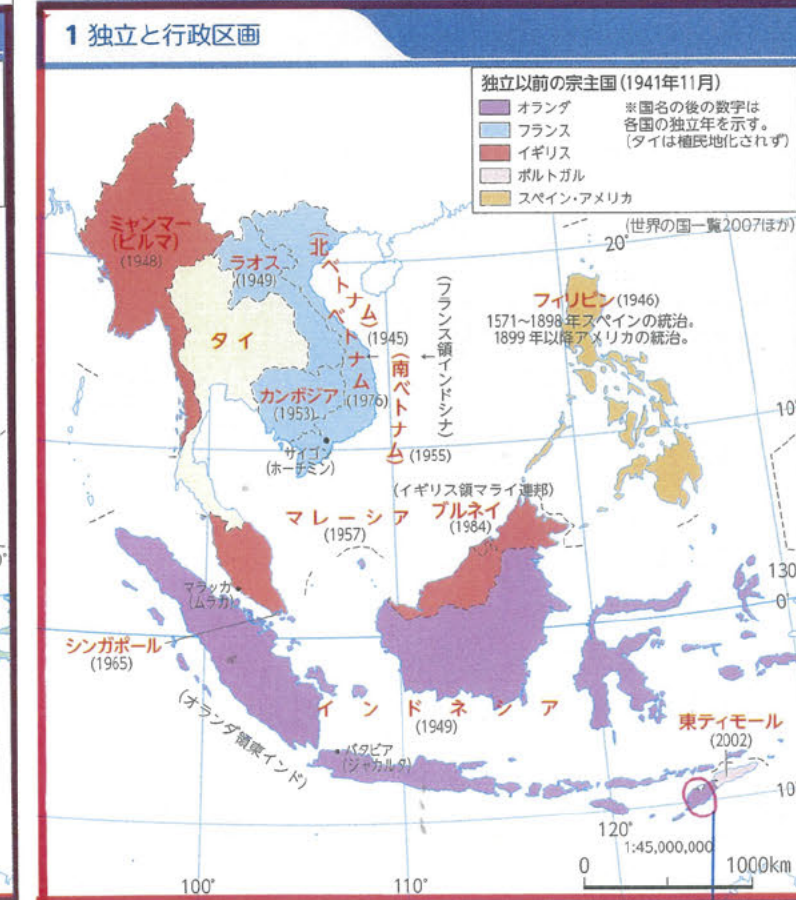 1 独立と行政区画
独立以前の宗主国(1941年11月)
オランダ
フランス
イギリス
ポルトガル
スペイン・アメリカ
※国名の後の数字は
各国の独立年を示す。
(タイは植民地化されず)
(世界の国一覧2007ほか)
20°
ミャンマー
(ビルマ)
(1948)
ラオス
(1949)
(北ベトナム)
(1945)
ベトナム
(1976)
(南ベトナム)
(1955)
(フランス領インドシナ)
タイ
カンボジア
(1953)
サイゴン
(ホーチミン)
フィリピン(1946)
1571~1898年スペインの統治。
1899年以降アメリカの統治。
10°
(イギリス領マライ連邦)
マレーシア
(1957)
ブルネイ
(1984)
マラッカ
(ムラカ)
シンガポール
(1965)
130
0°
(オランダ領東インド)
インドネシア
(1949)
バタビア
(ジャカルタ)
東ティモール
(2002)
10°
120°
1:45,000,000
0 1000km
100°
110°